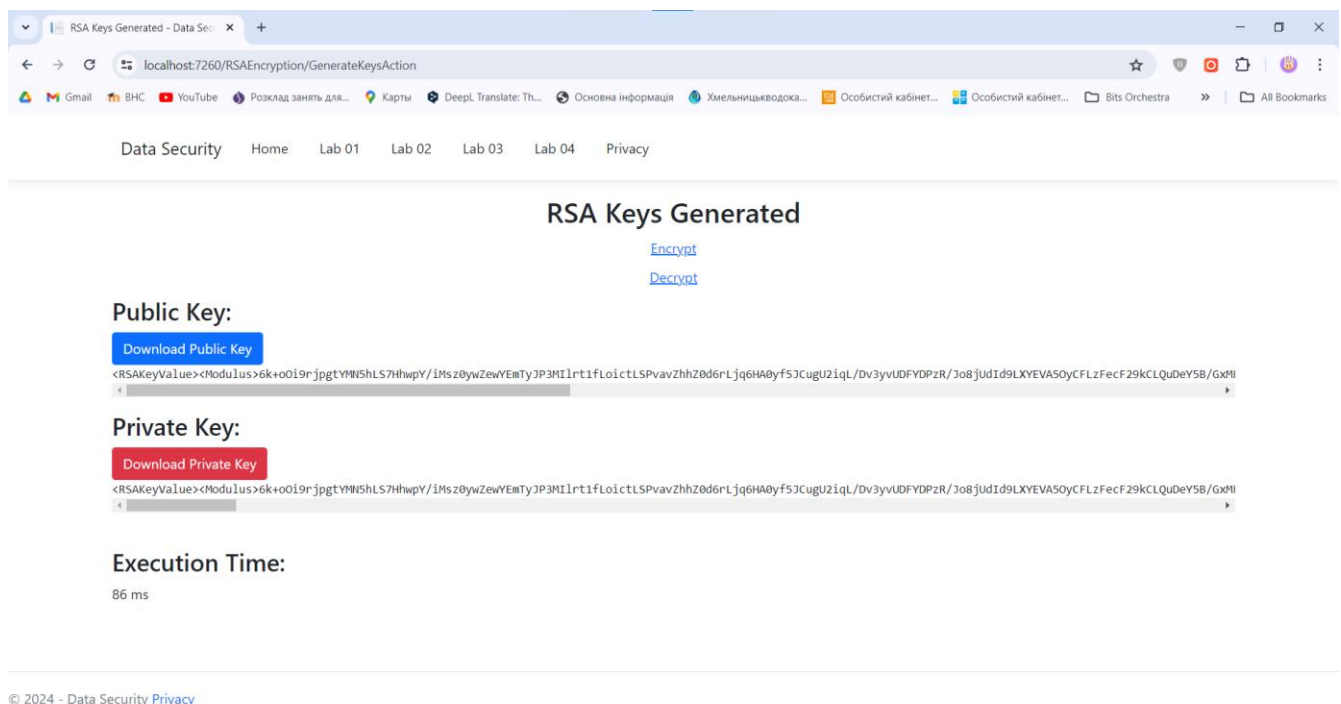 RSA Keys Generated - Data Sec
localhost:7260/RSAEncryption/GenerateKeysAction
Gmail BHC YouTube Розклад занять для... Карты DeepL Translate: Th... Основна інформація Хмельницькводока... Особистий кабінет... Особистий кабінет... Bits Orchestra » All Bookmarks
Data Security Home Lab 01 Lab 02 Lab 03 Lab 04 Privacy
RSA Keys Generated
Encrypt
Decrypt
Public Key:
Download Public Key
<RSAKeyValue><Modulus>6k+oOi9rjpgtYMN5hLS7HhwpY/iMsz0ywZewYEmTyJP3MIlrt1fLoictLSPvavZhhZ0d6rLjq6HA0yf5JCugU2iqL/Dv3yvUDFYDPzR/Jo8jUdId9LXYEVA5OyCFLzFecF29kCLQuDeY5B/GxM
Private Key:
Download Private Key
<RSAKeyValue><Modulus>6k+oOi9rjpgtYMN5hLS7HhwpY/iMsz0ywZewYEmTyJP3MIlrt1fLoictLSPvavZhhZ0d6rLjq6HA0yf5JCugU2iqL/Dv3yvUDFYDPzR/Jo8jUdId9LXYEVA5OyCFLzFecF29kCLQuDeY5B/GxM
Execution Time:
86 ms
© 2024 - Data Security Privacy